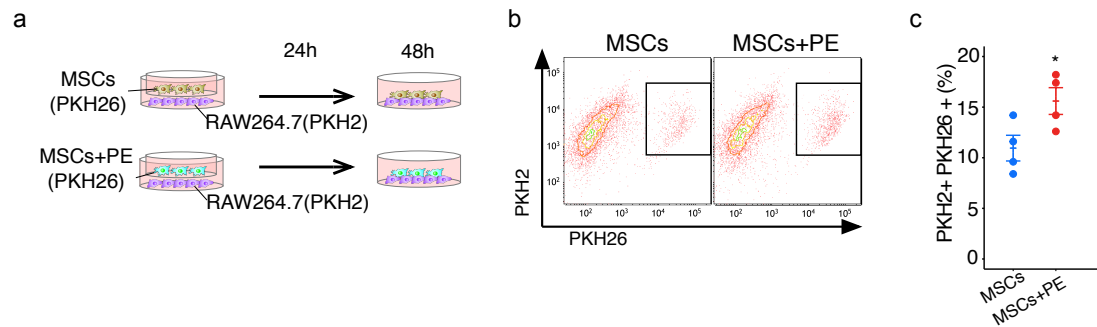 a
24h
48h
MSCs
(PKH26)
RAW264.7(PKH2)
MSCs+PE
(PKH26)
RAW264.7(PKH2)
b
MSCs
MSCs+PE
PKH2
10⁵
10⁴
10³
10²
10² 10³ 10⁴ 10⁵
10² 10³ 10⁴ 10⁵
PKH26
c
PKH2+ PKH26 + (%)
20
15
10
5
0
*
MSCs
MSCs+PE